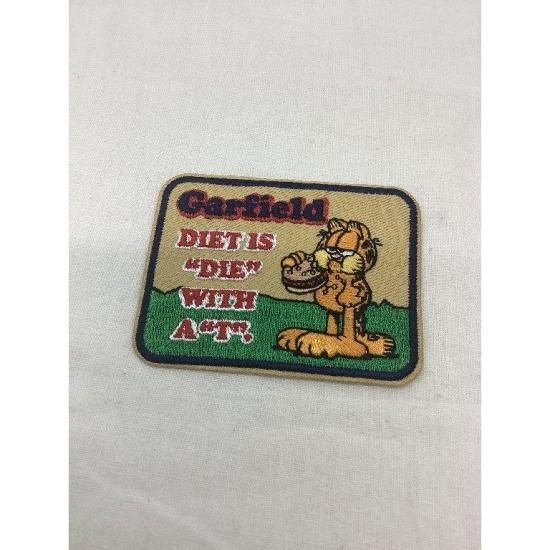 Garfield
DIET IS
"DIE"
WITH
A "T".